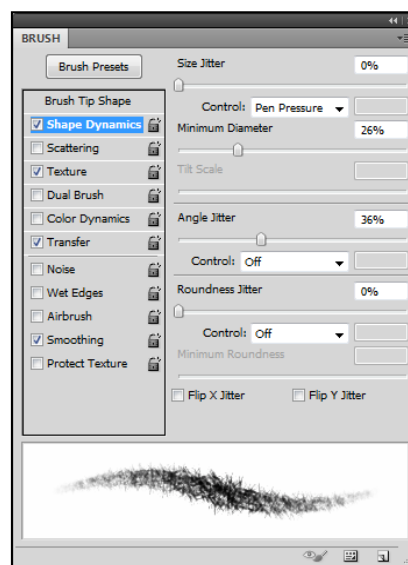 BRUSH
Brush Presets
Brush Tip Shape
Shape Dynamics
Scattering
Texture
Dual Brush
Color Dynamics
Transfer
Noise
Wet Edges
Airbrush
Smoothing
Protect Texture
Size Jitter 0%
Control: Pen Pressure
Minimum Diameter 26%
Tilt Scale
Angle Jitter 36%
Control: Off
Roundness Jitter 0%
Control: Off
Minimum Roundness
Flip X Jitter Flip Y Jitter